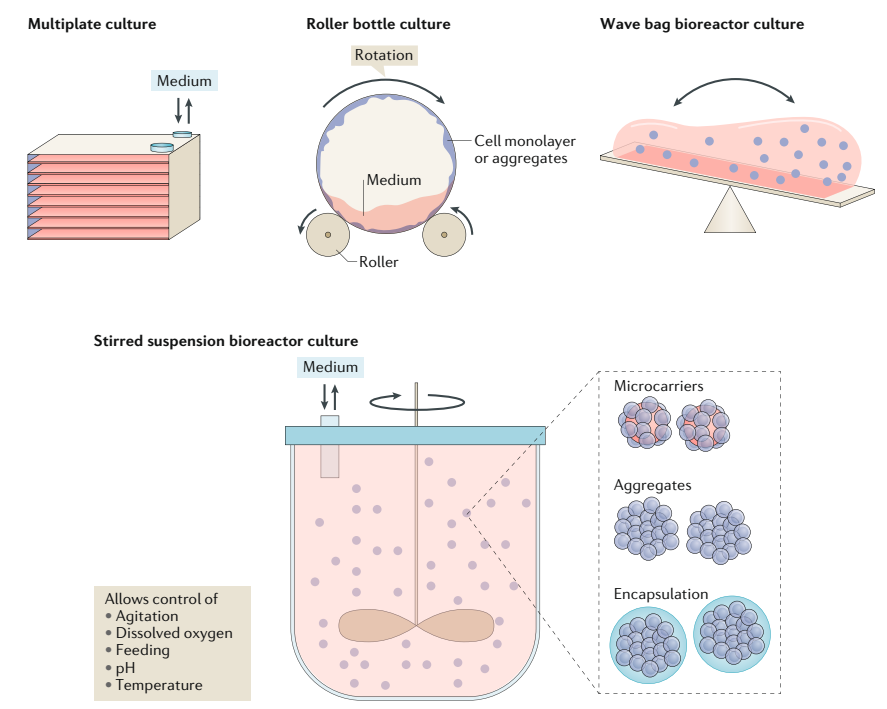 Multiplate culture
Medium
Roller bottle culture
Rotation
Cell monolayer
or aggregates
Medium
Roller
Wave bag bioreactor culture
Stirred suspension bioreactor culture
Medium
Allows control of
• Agitation
• Dissolved oxygen
• Feeding
• pH
• Temperature
Microcarriers
Aggregates
Encapsulation